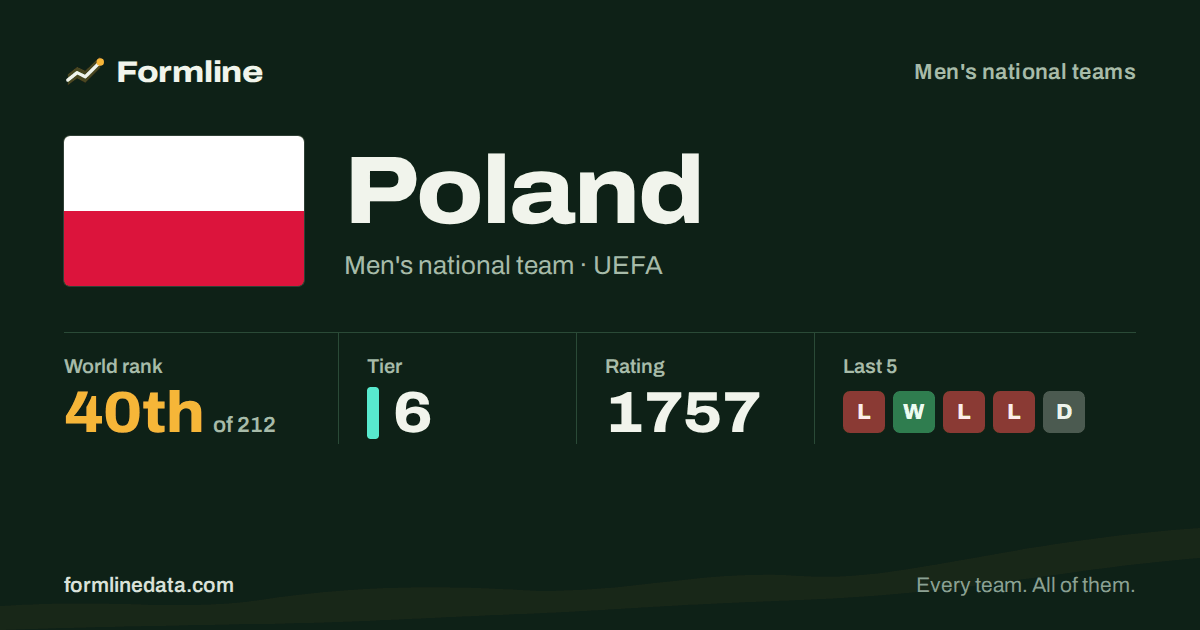 Formline
Men's national teams
Poland
Men's national team · UEFA
World rank
40th of 212
Tier
6
Rating
1757
Last 5
L W L L D
formlinedata.com
Every team. All of them.